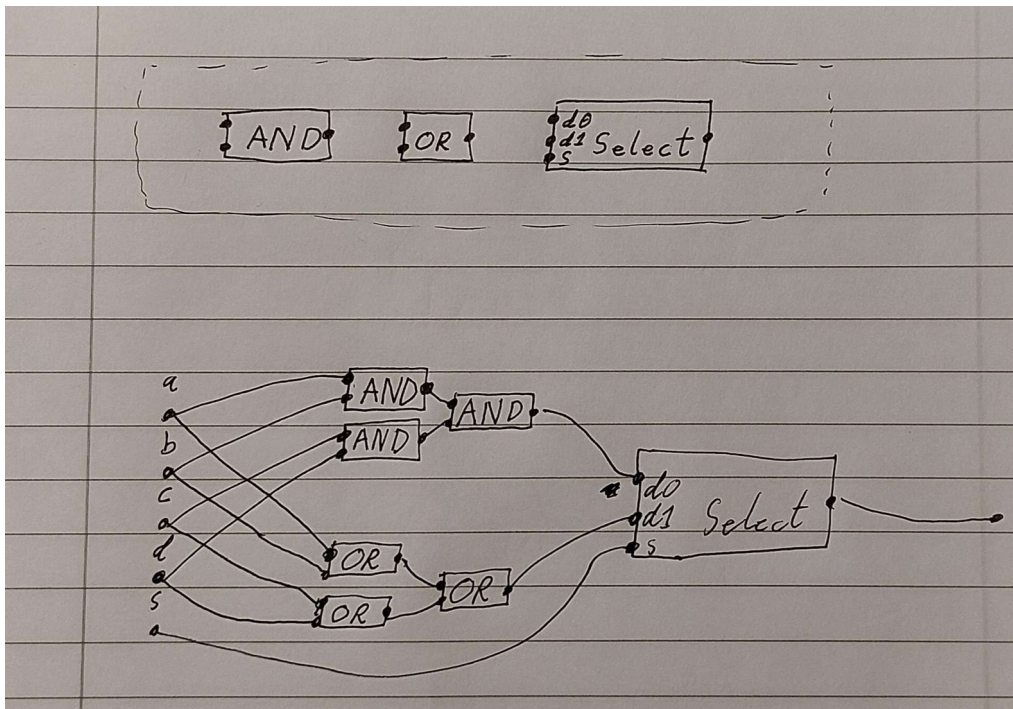 AND OR d0 d1 s Select
a
b
c
d
s
AND
AND
AND
OR
OR
OR
d0
d1
s
Select